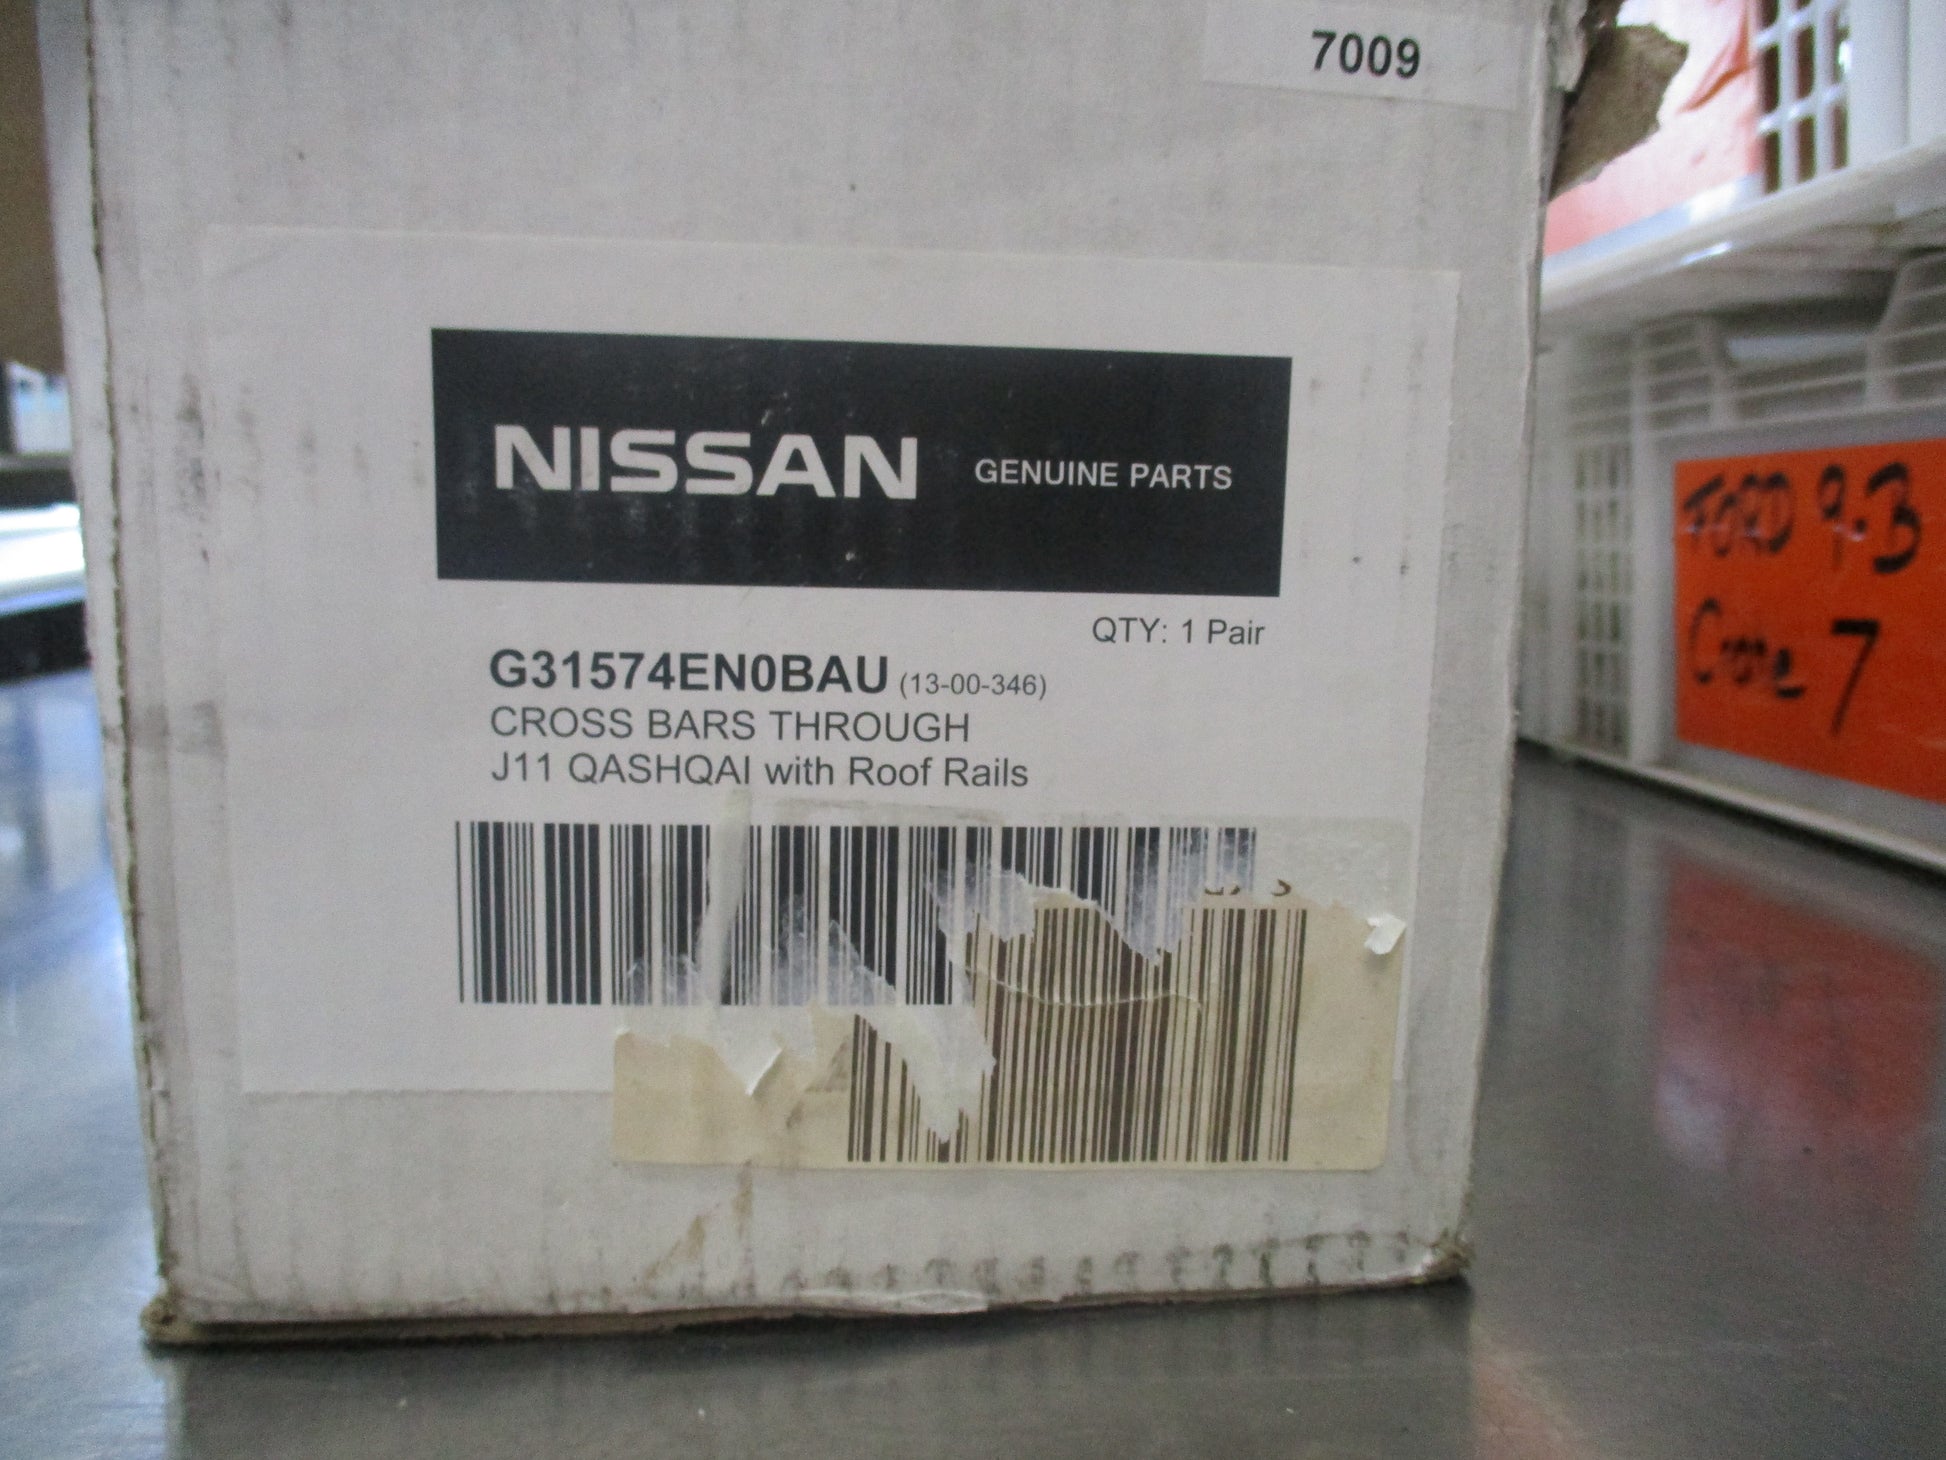 7009
NISSAN GENUINE PARTS
QTY: 1 Pair
G31574EN0BAU (13-00-346)
CROSS BARS THROUGH
J11 QASHQAI with Roof Rails
FORD 9-B
7